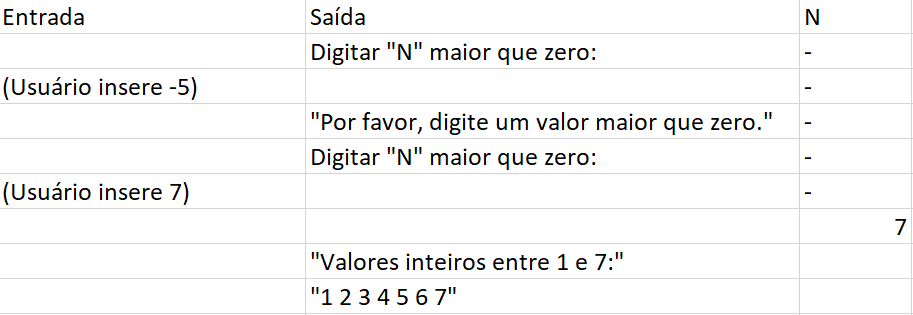 Entrada Saída N
Digitar "N" maior que zero: -
(Usuário insere -5) -
"Por favor, digite um valor maior que zero." -
Digitar "N" maior que zero: -
(Usuário insere 7) -
7
"Valores inteiros entre 1 e 7:"
"1 2 3 4 5 6 7"